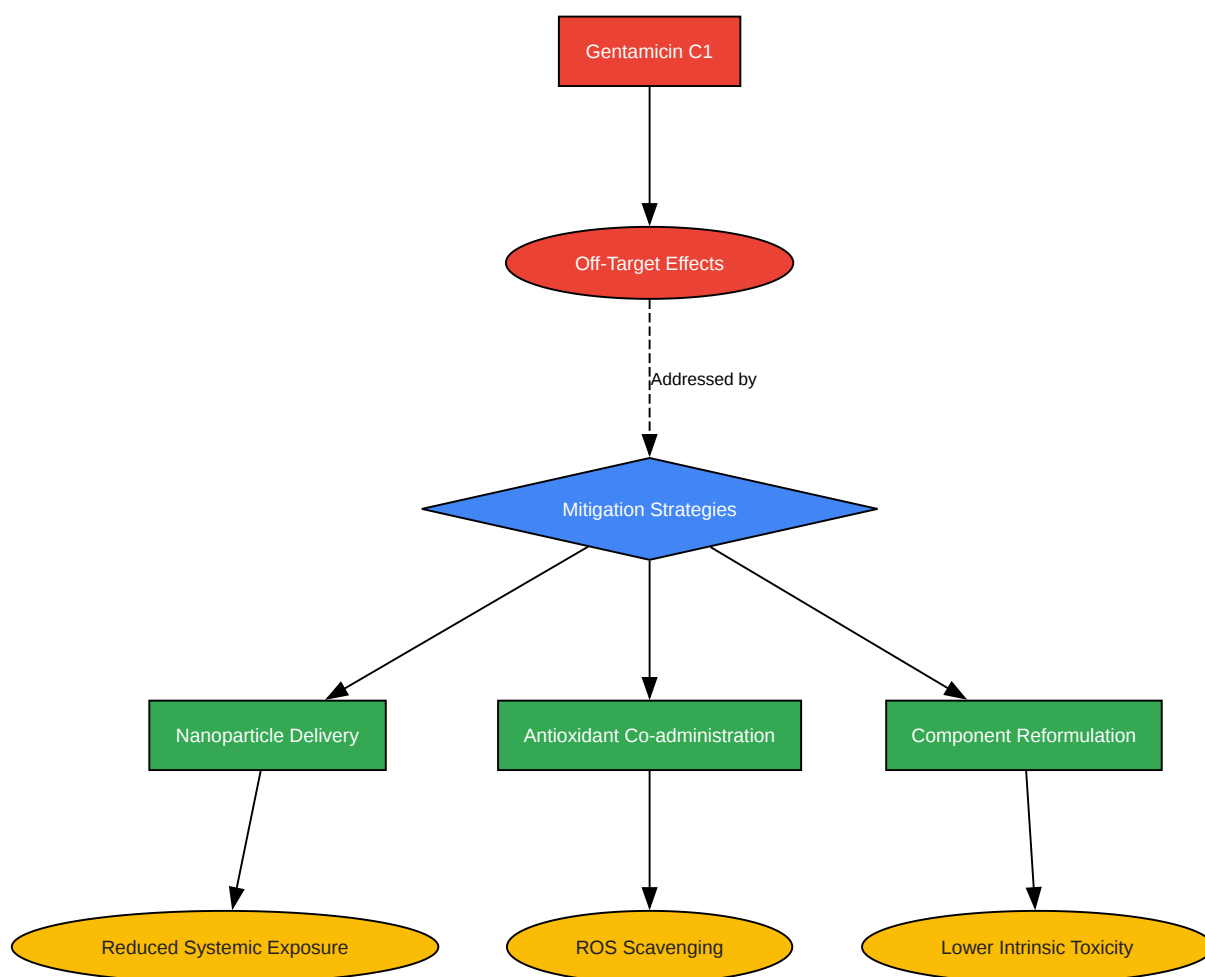 Gentamicin C1
Off-Target Effects
Addressed by
Mitigation Strategies
Nanoparticle Delivery
Antioxidant Co-administration
Component Reformulation
Reduced Systemic Exposure
ROS Scavenging
Lower Intrinsic Toxicity